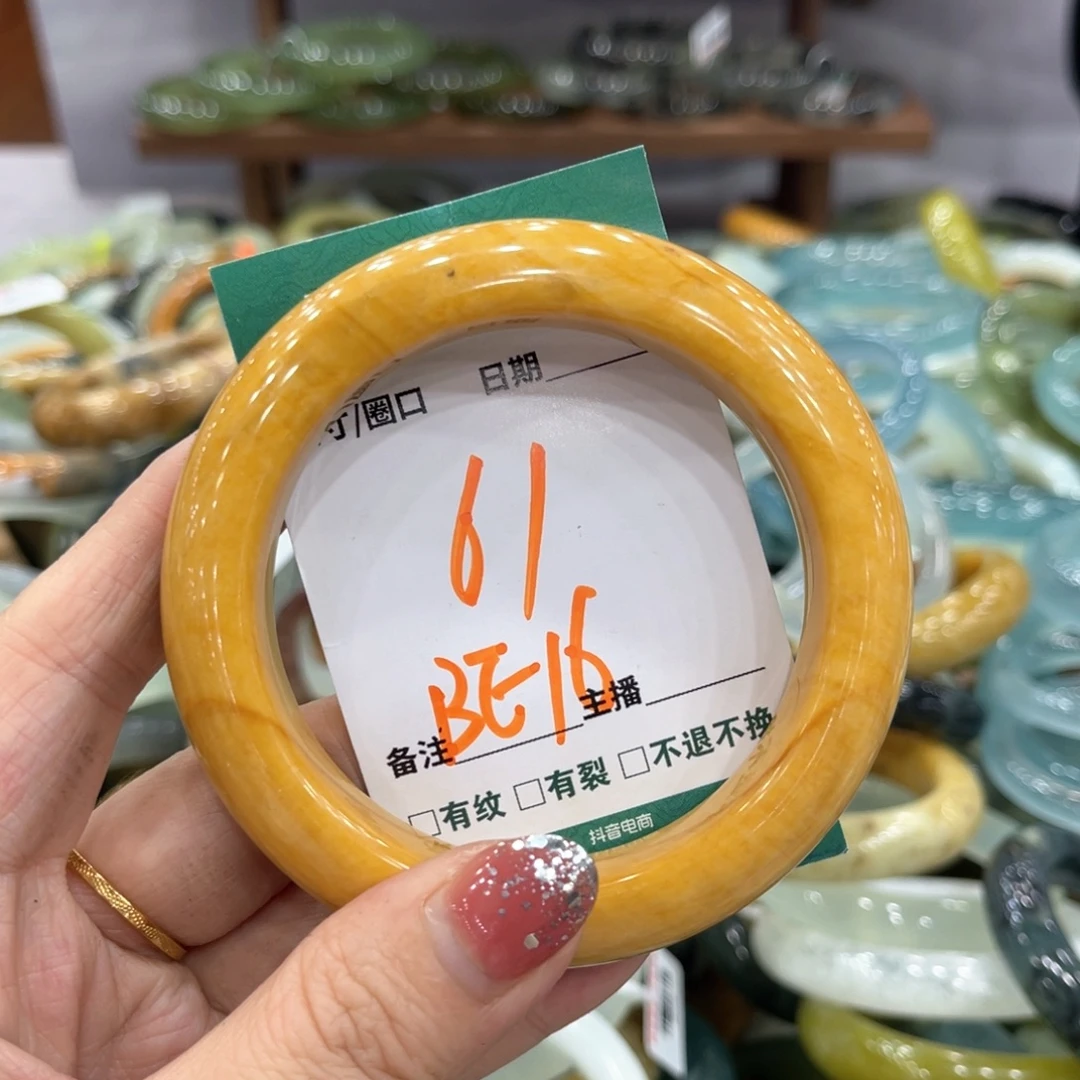 寸/圈口 日期
61
BE16
备注 主播
□有纹 □有裂 □不退不换
抖音电商